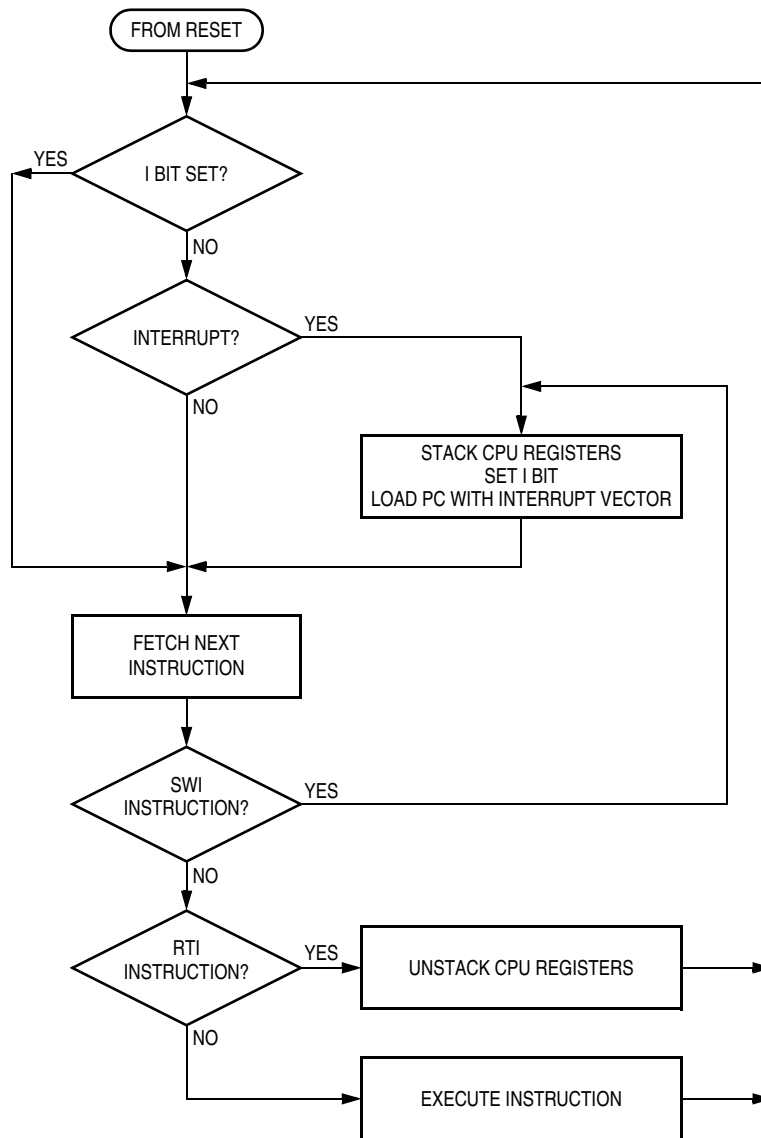 FROM RESET
YES
I BIT SET?
NO
INTERRUPT?
YES
NO
STACK CPU REGISTERS
SET I BIT
LOAD PC WITH INTERRUPT VECTOR
FETCH NEXT
INSTRUCTION
SWI
INSTRUCTION?
YES
NO
RTI
INSTRUCTION?
YES
UNSTACK CPU REGISTERS
NO
EXECUTE INSTRUCTION